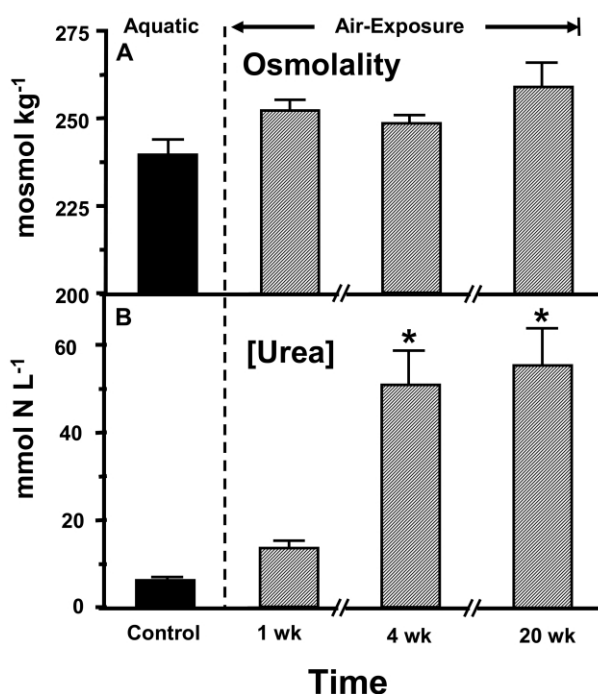 Aquatic Air-Exposure
275
A
Osmolality
250
225
200
mosmol kg-1
B
[Urea]
* *
60
40
20
0
mmol N L-1
Control 1 wk 4 wk 20 wk
Time